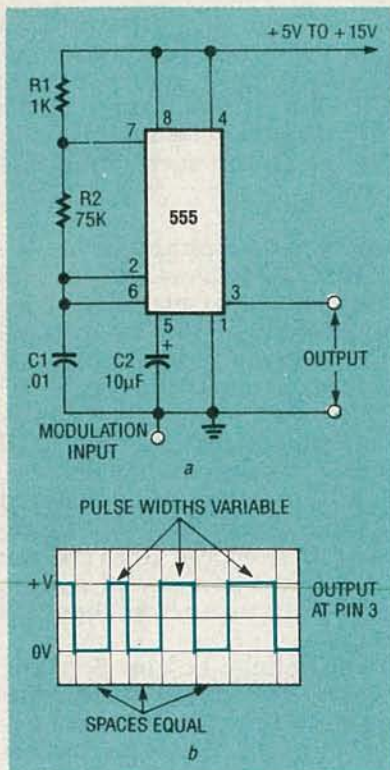 +5V TO +15V
R1
1K
8
4
7
R2
75K
555
2
6
3
5
+
1
C1
.01
C2
10µF
OUTPUT
MODULATION
INPUT
a
PULSE WIDTHS VARIABLE
+V
OUTPUT
AT PIN 3
0V
SPACES EQUAL
b